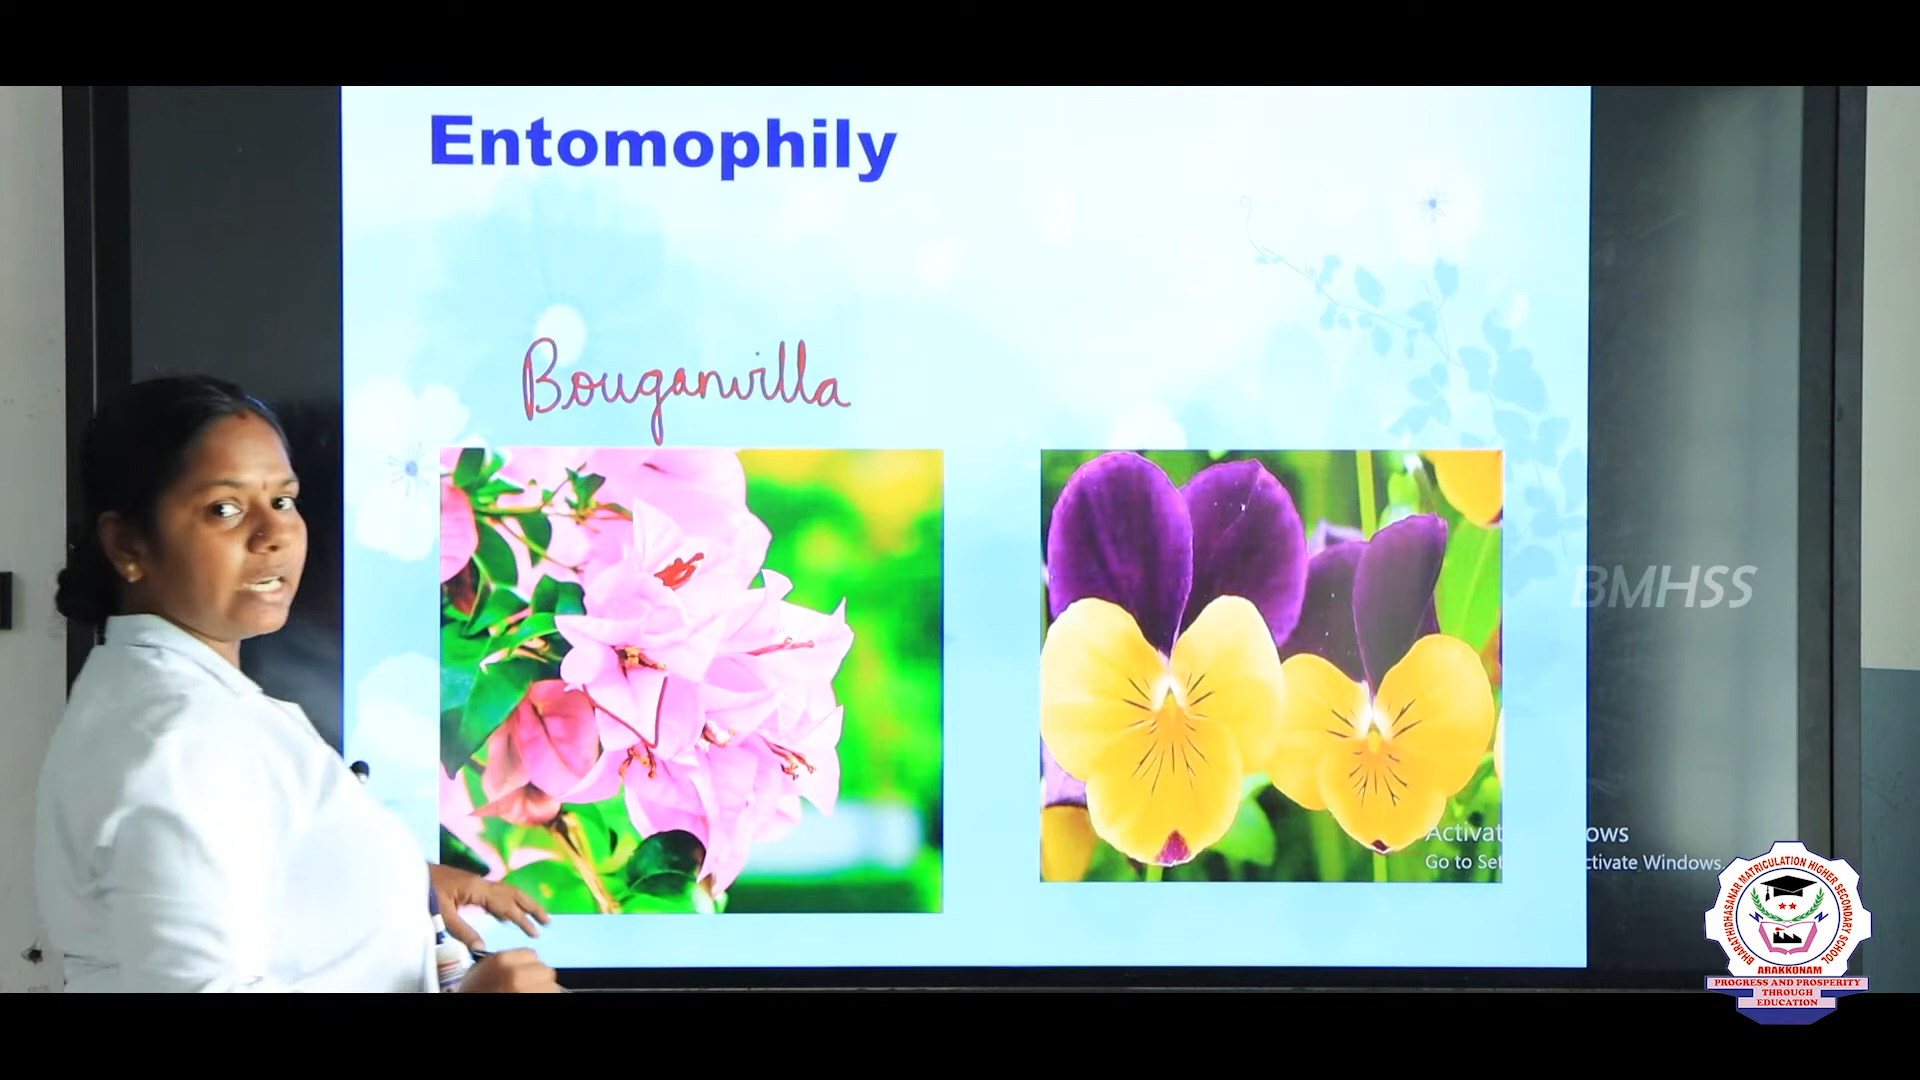 Entomophily
Bouganvilla
BMHSS
Activat ows
Go to Set ctivate Windows
BHARATHIDHASANAR MATRICULATION HIGHER SECONDARY SCHOOL
ARAKKONAM
PROGRESS AND PROSPERITY
THROUGH
EDUCATION